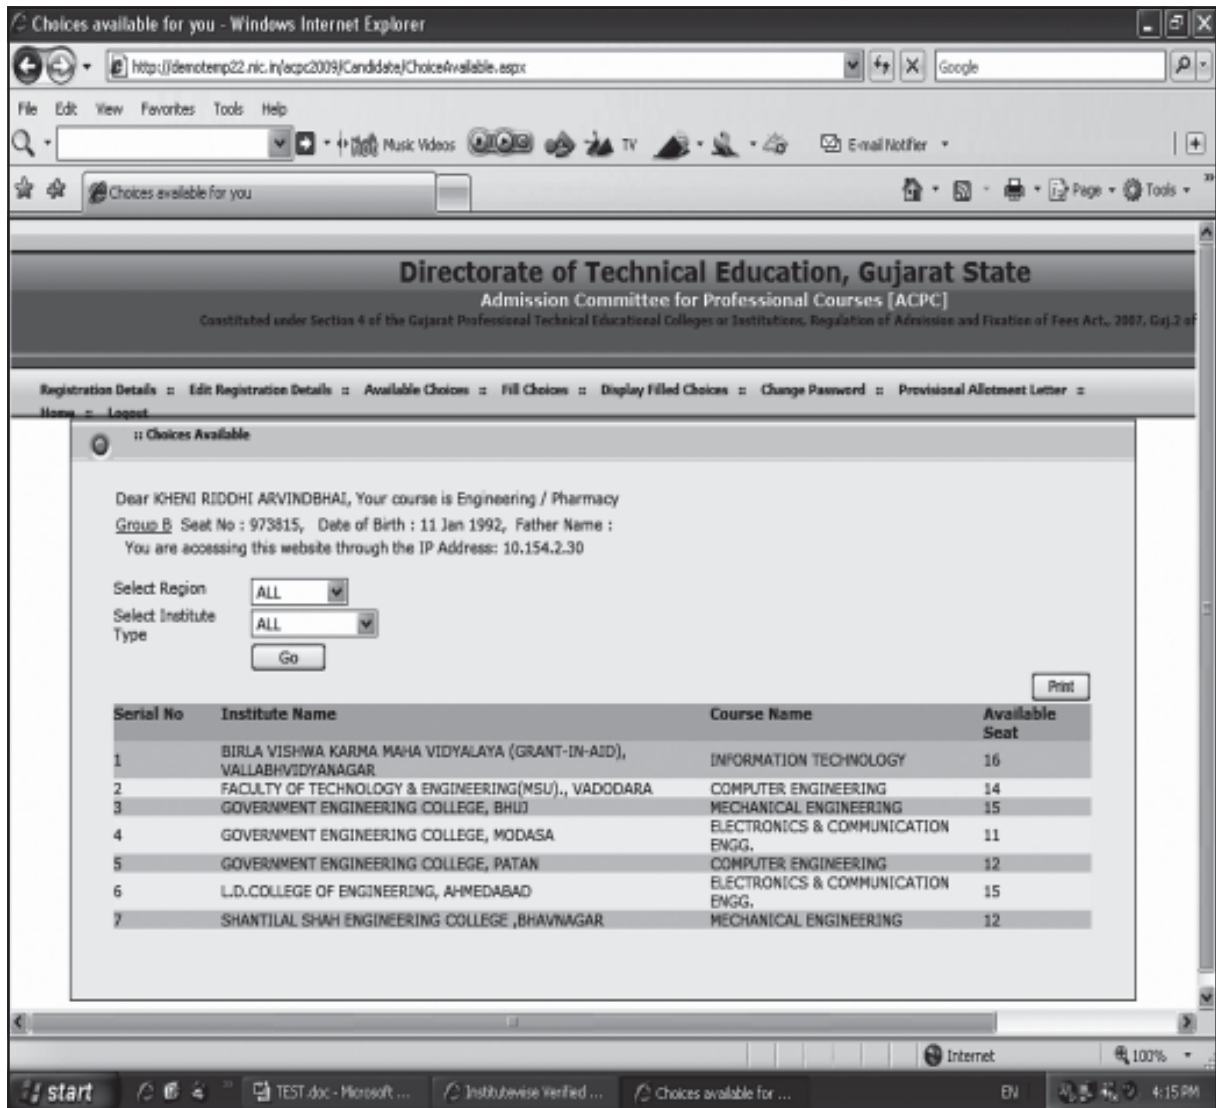 Choices available for you - Windows Internet Explorer
http://demotemp22.nic.in/acpc2009/Candidate/ChoiceAvailable.aspx
Google
File Edit View Favorites Tools Help
Music Videos TV E-mail Notifier
Choices available for you
Page Tools
Directorate of Technical Education, Gujarat State
Admission Committee for Professional Courses [ACPC]
Constituted under Section 4 of the Gujarat Professional Technical Educational Colleges or Institutions, Regulation of Admission and Fixation of Fees Act., 2007, Guj.2 of
Registration Details :: Edit Registration Details :: Available Choices :: Fill Choices :: Display Filled Choices :: Change Password :: Provisional Allotment Letter ::
Home :: Logout
:: Choices Available
Dear KHENI RIDDHI ARVINDBHAI, Your course is Engineering / Pharmacy
Group B Seat No : 973815, Date of Birth : 11 Jan 1992, Father Name :
You are accessing this website through the IP Address: 10.154.2.30
Select Region ALL
Select Institute Type ALL
Go
Print
Serial No Institute Name Course Name Available Seat
1 BIRLA VISHWA KARMA MAHA VIDYALAYA (GRANT-IN-AID), VALLABHVIDYANAGAR INFORMATION TECHNOLOGY 16
2 FACULTY OF TECHNOLOGY & ENGINEERING(MSU)., VADODARA COMPUTER ENGINEERING 14
3 GOVERNMENT ENGINEERING COLLEGE, BHUJ MECHANICAL ENGINEERING 15
4 GOVERNMENT ENGINEERING COLLEGE, MODASA ELECTRONICS & COMMUNICATION ENGG. 11
5 GOVERNMENT ENGINEERING COLLEGE, PATAN COMPUTER ENGINEERING 12
6 L.D.COLLEGE OF ENGINEERING, AHMEDABAD ELECTRONICS & COMMUNICATION ENGG. 15
7 SHANTILAL SHAH ENGINEERING COLLEGE ,BHAVNAGAR MECHANICAL ENGINEERING 12
Internet 100%
start TEST.doc - Microsoft ... Institutewise Verified ... Choices available for ... EN 4:15 PM